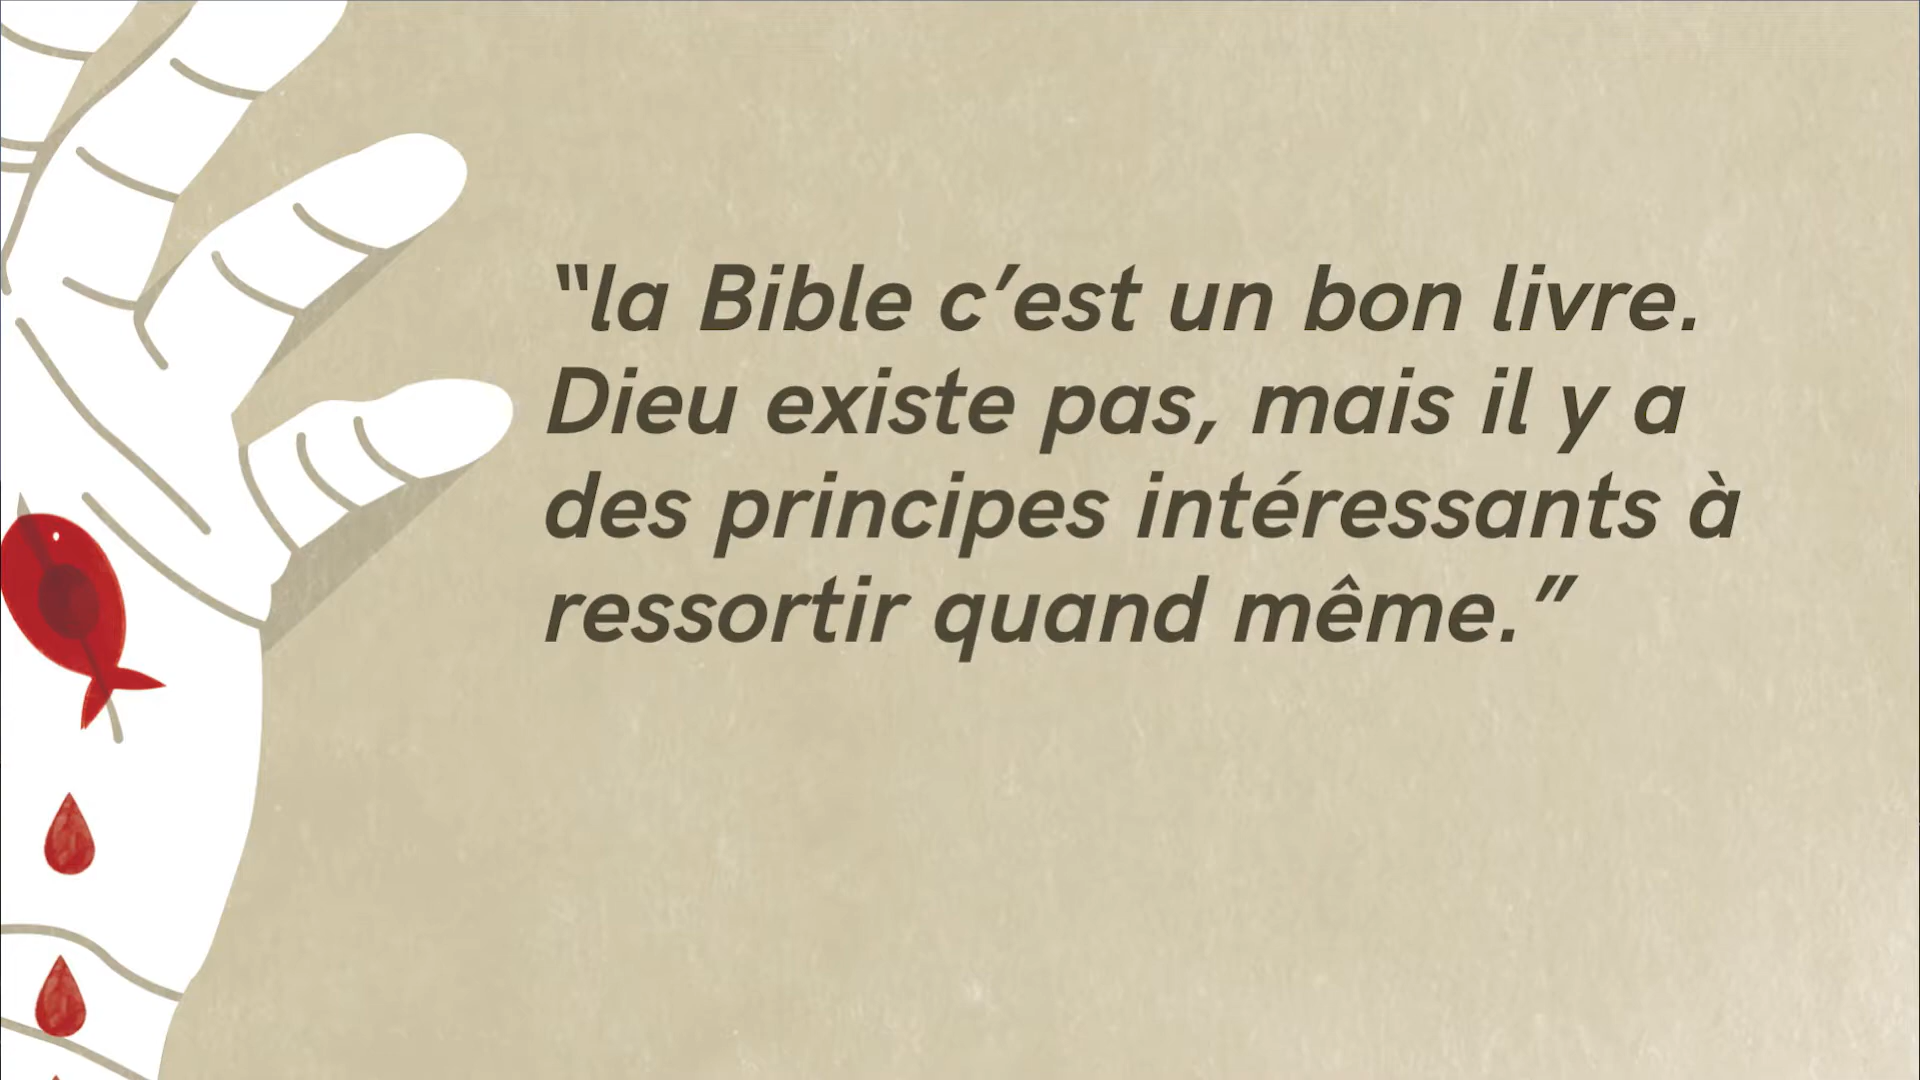 “la Bible c’est un bon livre.
Dieu existe pas, mais il y a
des principes intéressants à
ressortir quand même.”